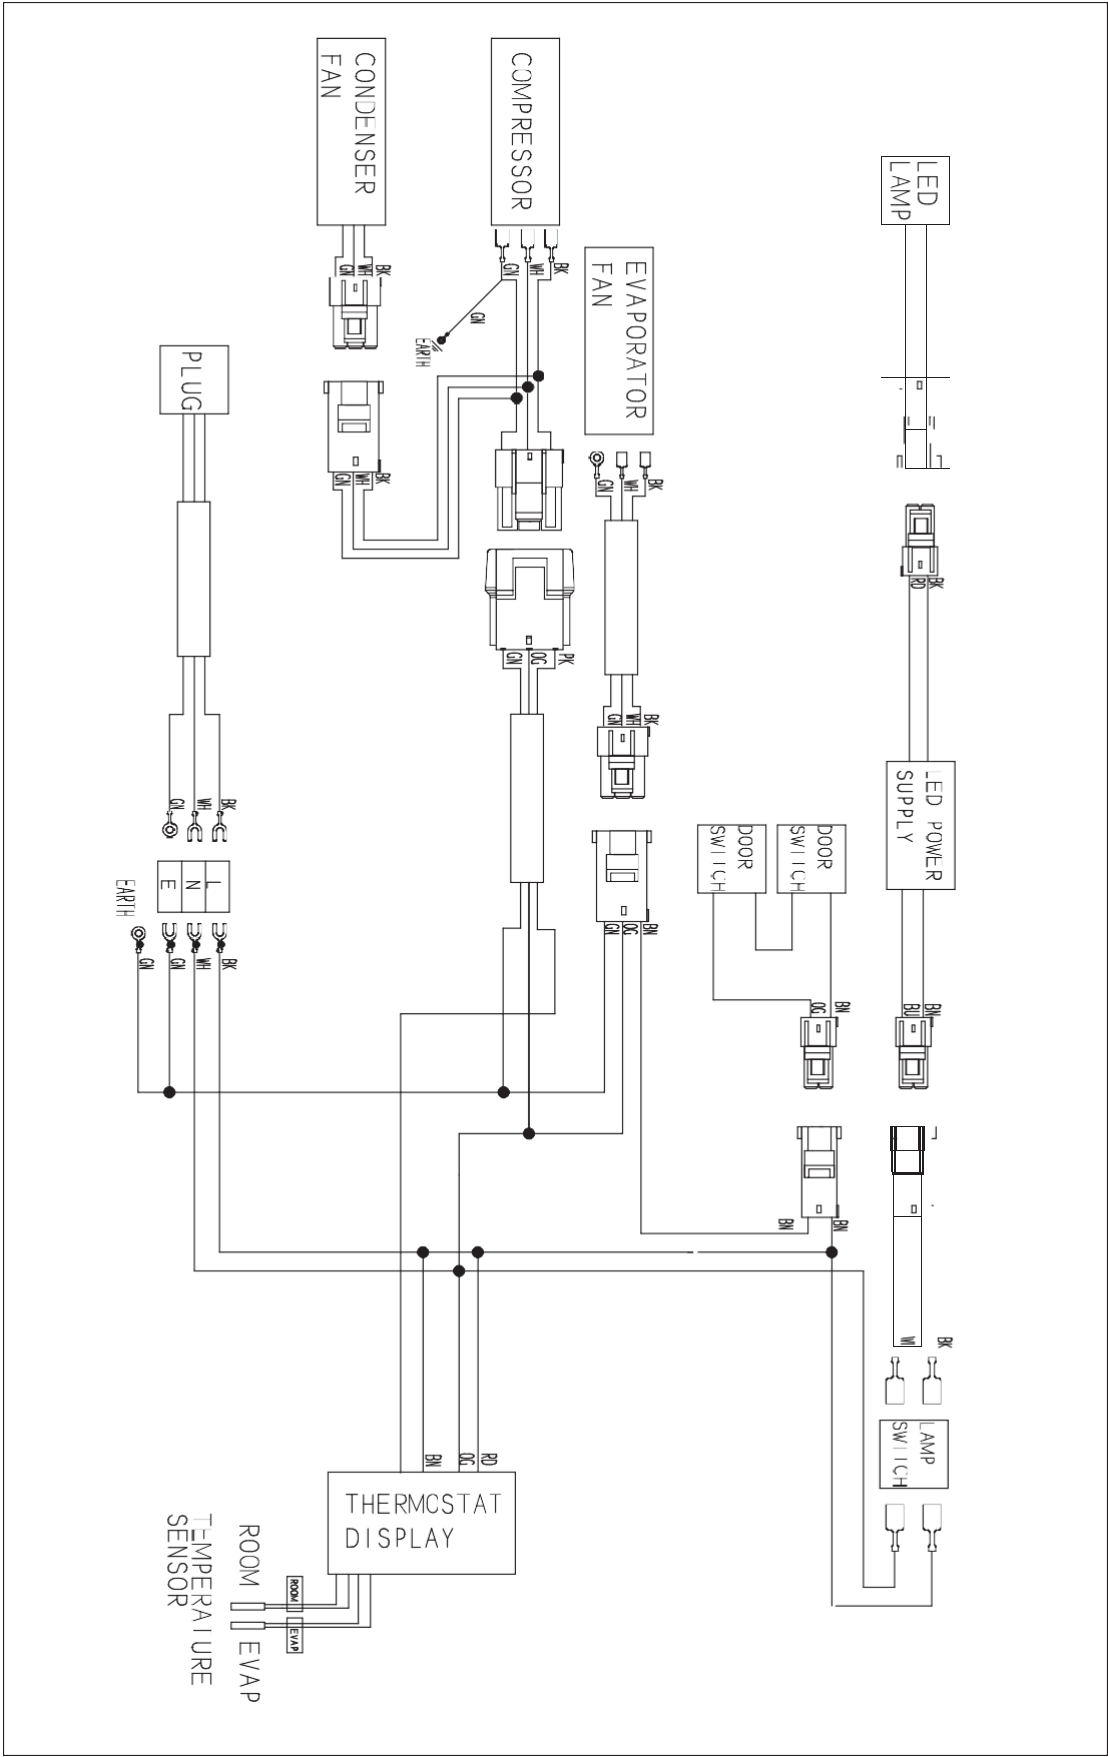 CONDENSER
FAN
COMPRESSOR
LED
LAMP
EVAPORATOR
FAN
PLUG
GN
WH
BK
GN
WH
BK
GN
EARTH
GN
WH
BK
GN
WH
BK
RD
BK
GN
OG
PK
GN
WH
BK
LED POWER
SUPPLY
DOOR
SWITCH
DOOR
SWITCH
GN
WH
BK
E
N
L
EARTH
GN
GN
WH
BK
GN
OG
BN
OG
BN
BU
BN
BN
BN
BK
LAMP
SWITCH
BN
OG
RD
THERMOSTAT
DISPLAY
ROOM
EVAP
ROOM
EVAP
TEMPERATURE
SENSOR